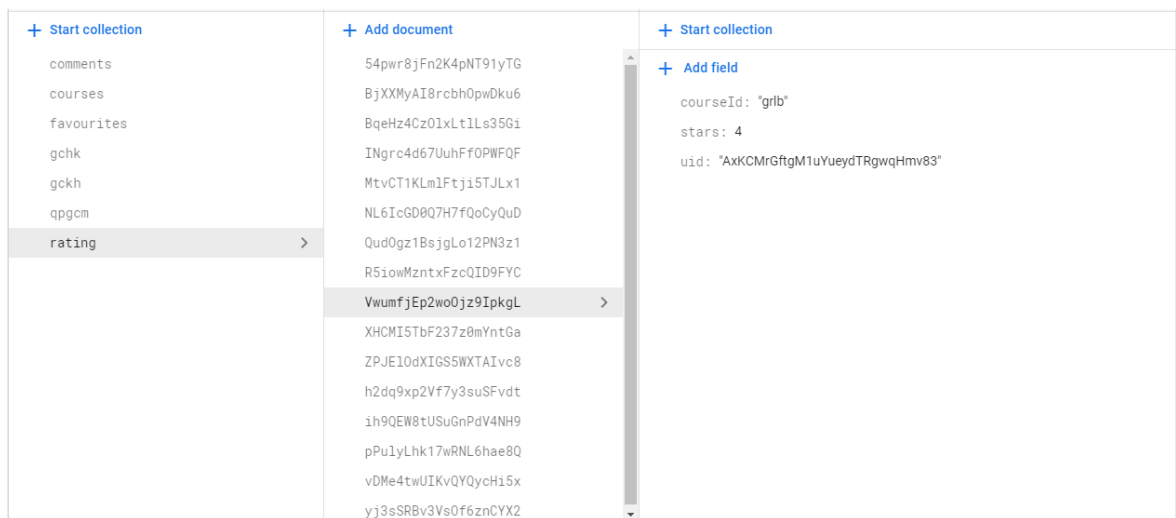 Start collection
comments
courses
favourites
gchk
gckh
qpgcm
rating
Add document
54pwr8jFn2K4pNT91yTG
BjXXMyAI8rcbhOpwDku6
BqeHz4CzOlxLtlLs35Gi
INgrc4d67UuhFfOPWFQF
MtvCT1KLmlFtji5TJLx1
NL6IcGD0Q7H7fQoCyQuD
QudOgz1BsjgLo12PN3z1
R5iowMzntxFzcQID9FYC
VwumfjEp2woOjz9IpkgL
XHCMI5TbF237z0mYntGa
ZPJElOdXIGS5WXTAIvc8
h2dq9xp2Vf7y3suSFvdt
ih9QEW8tUSuGnPdV4NH9
pPulyLhk17wRNL6hae8Q
vDMe4twUIKvQYQycHi5x
yj3sSRBv3VsOf6znCYX2
Start collection
Add field
courseId: "grlb"
stars: 4
uid: "AxKCMrGftgM1uYueydTRgwqHmv83"